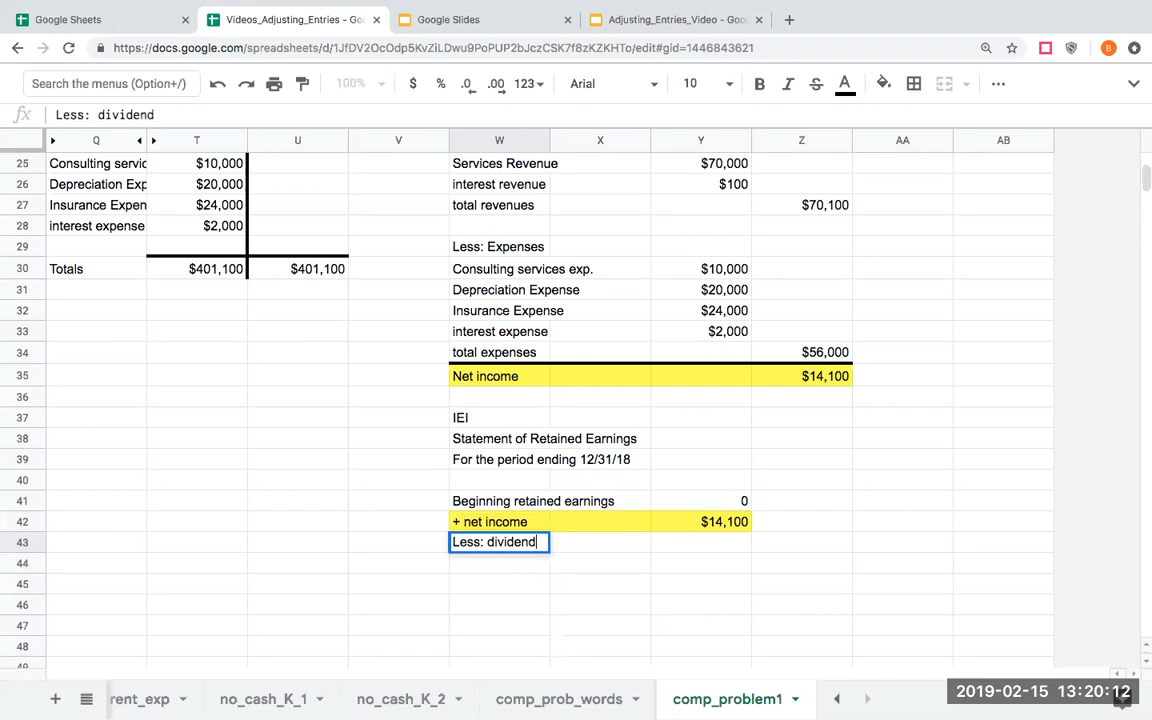 Google Sheets
Videos_Adjusting_Entries - Go
Google Slides
Adjusting_Entries_Video - Goo
https://docs.google.com/spreadsheets/d/1JfDV2OcOdp5KvZiLDwu9PoPUP2bJczCSK7f8zKZKHTo/edit#gid=1446843621
B
Search the menus (Option+/)
100%
$ % .0 .00 123
Arial
10
B I S A
fx Less: dividend
Q T U V W X Y Z AA AB
25 Consulting servic $10,000 Services Revenue $70,000
26 Depreciation Exp $20,000 interest revenue $100
27 Insurance Expen $24,000 total revenues $70,100
28 interest expense $2,000
29 Less: Expenses
30 Totals $401,100 $401,100 Consulting services exp. $10,000
31 Depreciation Expense $20,000
32 Insurance Expense $24,000
33 interest expense $2,000
34 total expenses $56,000
35 Net income $14,100
36
37 IEI
38 Statement of Retained Earnings
39 For the period ending 12/31/18
40
41 Beginning retained earnings 0
42 + net income $14,100
43 Less: dividend
44
45
46
47
48
49
rent_exp
no_cash_K_1
no_cash_K_2
comp_prob_words
comp_problem1
2019-02-15 13:20:12